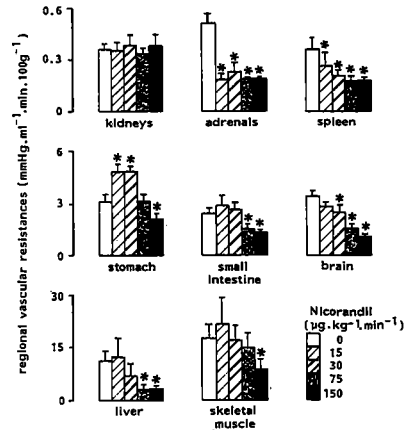 regional vascular resistances (mmHg.ml⁻¹.min.100g⁻¹)
0.6
0.3
0
kidneys
* * * *
adrenals
* * * *
spleen
6
3
0
* * *
stomach
* *
small
intestine
* * *
brain
30
15
0
* *
liver
*
skeletal
muscle
Nicorandil
(µg.kg⁻¹.min⁻¹)
0
15
30
75
150